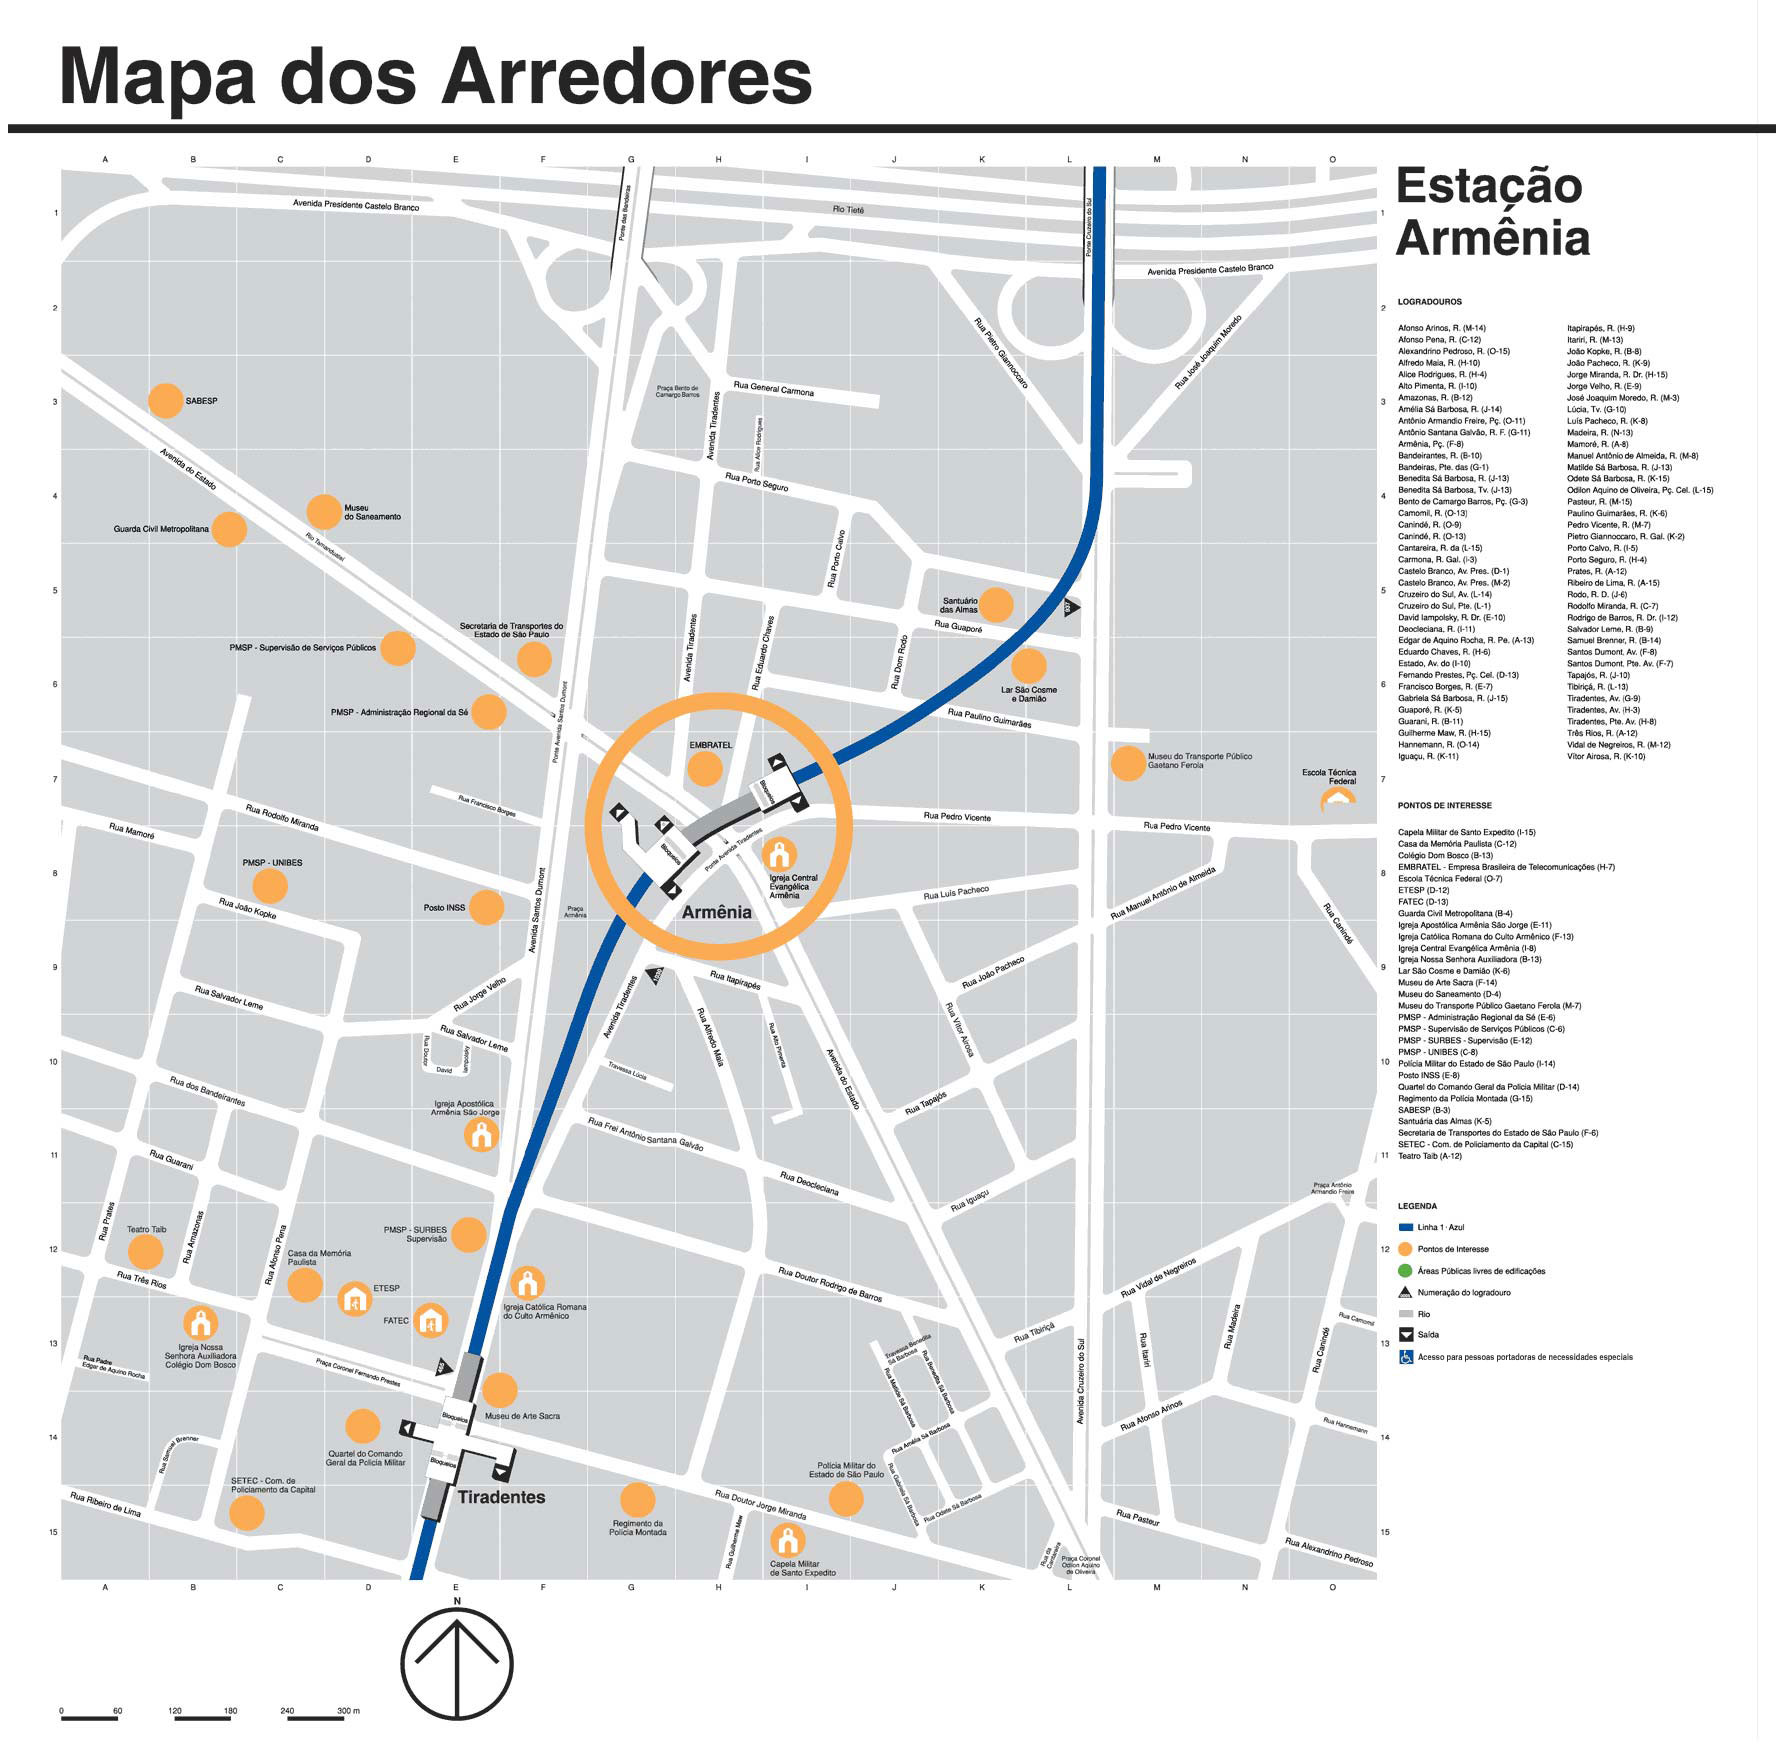 Mapa dos Arredores
A B C D E F G H I J K L M N O
Estação
Armênia
Avenida Presidente Castelo Branco
Rio Tietê
Ponte das Bandeiras
Ponte Cruzeiro do Sul
Avenida Presidente Castelo Branco
Rua Pietro Giannoccaro
Rua José Joaquim Moredo
Praça Bento de
Camargo Barros
Rua General Carmona
Avenida Tiradentes
Rua Alice Rodrigues
Rua Porto Seguro
SABESP
Avenida do Estado
Museu
do Saneamento
Guarda Civil Metropolitana
Rio Tamanduateí
Rua Porto Calvo
Santuário
das Almas
937
Rua Guaporé
Secretaria de Transportes do
Estado de São Paulo
PMSP - Supervisão de Serviços Públicos
Avenida Tiradentes
Rua Eduardo Chaves
Rua Dom Rodo
Lar São Cosme
e Damião
PMSP - Administração Regional da Sé
Ponte Avenida Santos Dumont
Rua Paulino Guimarães
EMBRATEL
Museu do Transporte Público
Gaetano Ferola
Escola Técnica
Federal
Bloqueios
Rua Francisco Borges
Rua Rodolfo Miranda
Rua Mamoré
Rua Pedro Vicente
Rua Pedro Vicente
Ponte Avenida Tiradentes
Bloqueios
PMSP - UNIBES
Igreja Central
Evangélica
Armênia
Rua Luís Pacheco
Rua Manuel Antônio de Almeida
Rua João Kopke
Posto INSS
Avenida Santos Dumont
Praça
Armênia
Armênia
Rua Canindé
Rua João Pacheco
Rua Itapirapés
Rua Salvador Leme
Rua Jorge Velho
Avenida Tiradentes
Rua Alfredo Maia
Rua Alto Pimenta
Rua Vítor Airosa
Rua Salvador Leme
Rua Doutor
David
Iampolsky
Travessa Lúcia
Avenida do Estado
Rua dos Bandeirantes
Igreja Apostólica
Armênia São Jorge
Rua Tapajós
Rua Frei Antônio Santana Galvão
Rua Guarani
Rua Deocleciana
Rua Iguaçu
Praça Antônio
Armandio Freire
Rua Prates
Rua Amazonas
Rua Afonso Pena
Teatro Taib
PMSP - SURBES
Supervisão
Casa da Memória
Paulista
Rua Três Rios
ETESP
Rua Doutor Rodrigo de Barros
Rua Vidal de Negreiros
FATEC
Igreja Católica Romana
do Culto Armênico
Rua Camomil
Rua Tibiriçá
Rua Madeira
Rua Itariri
Rua Canindé
Igreja Nossa
Senhora Auxiliadora
Colégio Dom Bosco
Travessa Benedita
Sá Barbosa
Rua Benedita Sá Barbosa
Rua Matilde Sá Barbosa
Rua Padre
Edgar de Aquino Rocha
Praça Coronel Fernando Prestes
Avenida Cruzeiro do Sul
Museu de Arte Sacra
Bloqueios
Rua Afonso Arinos
Rua Hannemann
Rua Samuel Brenner
Quartel do Comando
Geral da Polícia Militar
Rua Amélia Sá Barbosa
Bloqueios
Polícia Militar do
Estado de São Paulo
SETEC - Com. de
Policiamento da Capital
Tiradentes
Rua Gabriela Sá Barbosa
Rua Odete Sá Barbosa
Rua Ribeiro de Lima
Rua Doutor Jorge Miranda
Regimento da
Polícia Montada
Rua Guilherme Maw
Rua Pasteur
Capela Militar
de Santo Expedito
Rua da
Cantareira
Praça Coronel
Odilon Aquino
de Oliveira
Rua Alexandrino Pedroso
1 2 3 4 5 6 7 8 9 10 11 12 13 14 15
1 2 3 4 5 6 7 8 9 10 11 12 13 14 15
A B C D E F G H I J K L M N O
N
0 60 120 180 240 300 m
LOGRADOUROS
Afonso Arinos, R. (M-14)
Afonso Pena, R. (C-12)
Alexandrino Pedroso, R. (O-15)
Alfredo Maia, R. (H-10)
Alice Rodrigues, R. (H-4)
Alto Pimenta, R. (I-10)
Amazonas, R. (B-12)
Amélia Sá Barbosa, R. (J-14)
Antônio Armandio Freire, Pç. (O-11)
Antônio Santana Galvão, R. F. (G-11)
Armênia, Pç. (F-8)
Bandeirantes, R. (B-10)
Bandeiras, Pte. das (G-1)
Benedita Sá Barbosa, R. (J-13)
Benedita Sá Barbosa, Tv. (J-13)
Bento de Camargo Barros, Pç. (G-3)
Camomil, R. (O-13)
Canindé, R. (O-9)
Canindé, R. (O-13)
Cantareira, R. da (L-15)
Carmona, R. Gal. (I-3)
Castelo Branco, Av. Pres. (D-1)
Castelo Branco, Av. Pres. (M-2)
Cruzeiro do Sul, Av. (L-14)
Cruzeiro do Sul, Pte. (L-1)
David Iampolsky, R. Dr. (E-10)
Deocleciana, R. (I-11)
Edgar de Aquino Rocha, R. Pe. (A-13)
Eduardo Chaves, R. (H-6)
Estado, Av. do (I-10)
Fernando Prestes, Pç. Cel. (D-13)
Francisco Borges, R. (E-7)
Gabriela Sá Barbosa, R. (J-15)
Guaporé, R. (K-5)
Guarani, R. (B-11)
Guilherme Maw, R. (H-15)
Hannemann, R. (O-14)
Iguaçu, R. (K-11)
Itapirapés, R. (H-9)
Itariri, R. (M-13)
João Kopke, R. (B-8)
João Pacheco, R. (K-9)
Jorge Miranda, R. Dr. (H-15)
Jorge Velho, R. (E-9)
José Joaquim Moredo, R. (M-3)
Lúcia, Tv. (G-10)
Luís Pacheco, R. (K-8)
Madeira, R. (N-13)
Mamoré, R. (A-8)
Manuel Antônio de Almeida, R. (M-8)
Matilde Sá Barbosa, R. (J-13)
Odete Sá Barbosa, R. (K-15)
Odilon Aquino de Oliveira, Pç. Cel. (L-15)
Pasteur, R. (M-15)
Paulino Guimarães, R. (K-6)
Pedro Vicente, R. (M-7)
Pietro Giannoccaro, R. Gal. (K-2)
Porto Calvo, R. (I-5)
Porto Seguro, R. (H-4)
Prates, R. (A-12)
Ribeiro de Lima, R. (A-15)
Rodo, R. D. (J-6)
Rodolfo Miranda, R. (C-7)
Rodrigo de Barros, R. Dr. (I-12)
Salvador Leme, R. (B-9)
Samuel Brenner, R. (B-14)
Santos Dumont, Av. (F-8)
Santos Dumont, Pte. Av. (F-7)
Tapajós, R. (J-10)
Tibiriçá, R. (L-13)
Tiradentes, Av. (G-9)
Tiradentes, Av. (H-3)
Tiradentes, Pte. Av. (H-8)
Três Rios, R. (A-12)
Vidal de Negreiros, R. (M-12)
Vítor Airosa, R. (K-10)
PONTOS DE INTERESSE
Capela Militar de Santo Expedito (I-15)
Casa da Memória Paulista (C-12)
Colégio Dom Bosco (B-13)
EMBRATEL - Empresa Brasileira de Telecomunicações (H-7)
Escola Técnica Federal (O-7)
ETESP (D-12)
FATEC (D-13)
Guarda Civil Metropolitana (B-4)
Igreja Apostólica Armênia São Jorge (E-11)
Igreja Católica Romana do Culto Armênico (F-13)
Igreja Central Evangélica Armênia (I-8)
Igreja Nossa Senhora Auxiliadora (B-13)
Lar São Cosme e Damião (K-6)
Museu de Arte Sacra (F-14)
Museu do Saneamento (D-4)
Museu do Transporte Público Gaetano Ferola (M-7)
PMSP - Administração Regional da Sé (E-6)
PMSP - Supervisão de Serviços Públicos (C-6)
PMSP - SURBES - Supervisão (E-12)
PMSP - UNIBES (C-8)
Polícia Militar do Estado de São Paulo (I-14)
Posto INSS (E-8)
Quartel do Comando Geral da Polícia Militar (D-14)
Regimento da Polícia Montada (G-15)
SABESP (B-3)
Santuária das Almas (K-5)
Secretaria de Transportes do Estado de São Paulo (F-6)
SETEC - Com. de Policiamento da Capital (C-15)
Teatro Taib (A-12)
LEGENDA
Linha 1 - Azul
Pontos de Interesse
Áreas Públicas livres de edificações
Numeração do logradouro
Rio
Saída
Acesso para pessoas portadoras de necessidades especiais